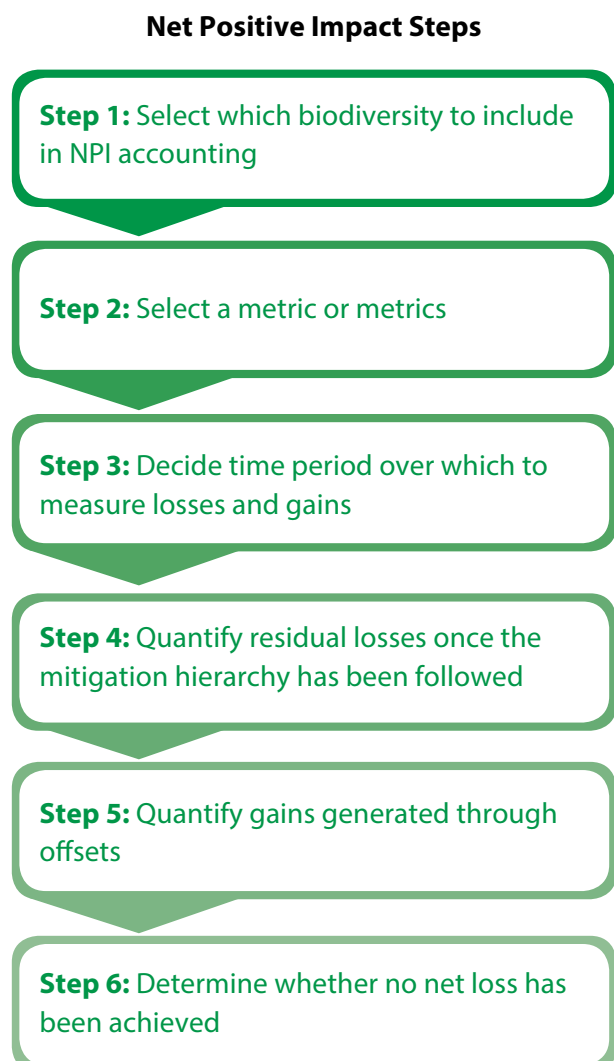 Net Positive Impact Steps
Step 1: Select which biodiversity to include
in NPI accounting
Step 2: Select a metric or metrics
Step 3: Decide time period over which to
measure losses and gains
Step 4: Quantify residual losses once the
mitigation hierarchy has been followed
Step 5: Quantify gains generated through
offsets
Step 6: Determine whether no net loss has
been achieved